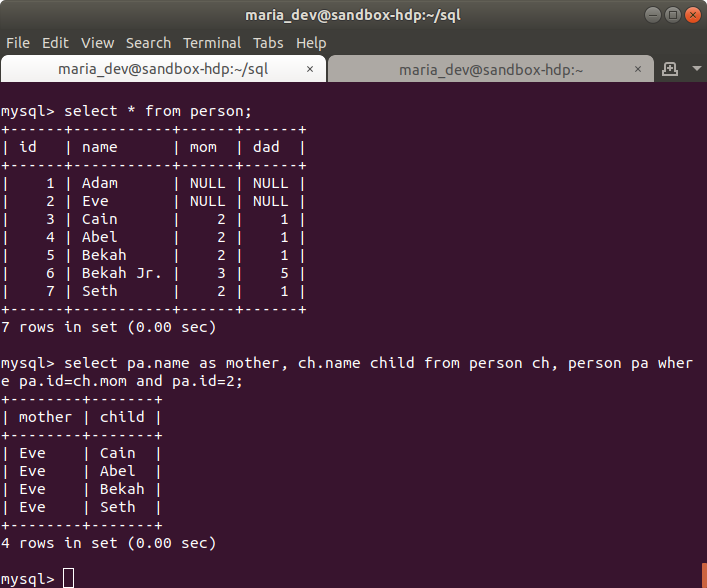 maria_dev@sandbox-hdp:~/sql
File Edit View Search Terminal Tabs Help
maria_dev@sandbox-hdp:~/sql × maria_dev@sandbox-hdp:~ ×
mysql> select * from person;
+------+-----------+------+------+
| id   | name      | mom  | dad  |
+------+-----------+------+------+
|    1 | Adam      | NULL | NULL |
|    2 | Eve       | NULL | NULL |
|    3 | Cain      |    2 |    1 |
|    4 | Abel      |    2 |    1 |
|    5 | Bekah     |    2 |    1 |
|    6 | Bekah Jr. |    3 |    5 |
|    7 | Seth      |    2 |    1 |
+------+-----------+------+------+
7 rows in set (0.00 sec)
mysql> select pa.name as mother, ch.name child from person ch, person pa wher
e pa.id=ch.mom and pa.id=2;
+--------+-------+
| mother | child |
+--------+-------+
| Eve    | Cain  |
| Eve    | Abel  |
| Eve    | Bekah |
| Eve    | Seth  |
+--------+-------+
4 rows in set (0.00 sec)
mysql>